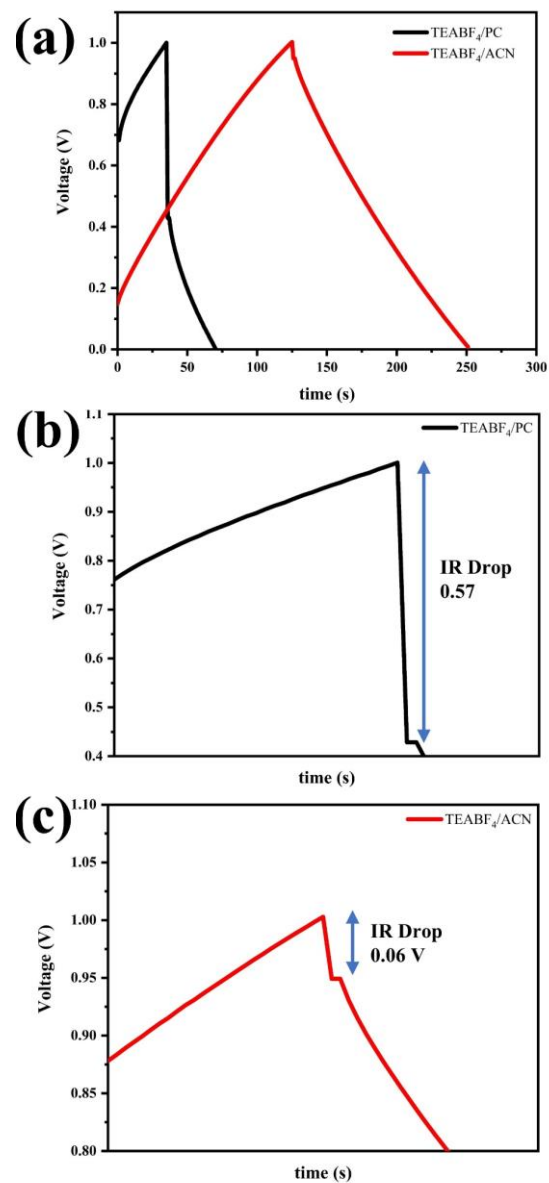 (a)
TEABF₄/PC
TEABF₄/ACN
1.0
0.8
0.6
0.4
0.2
0.0
Voltage (V)
0 50 100 150 200 250 300
time (s)
(b)
TEABF₄/PC
1.1
1.0
0.9
0.8
0.7
0.6
0.5
0.4
Voltage (V)
IR Drop
0.57
time (s)
(c)
TEABF₄/ACN
1.10
1.05
1.00
0.95
0.90
0.85
0.80
Voltage (V)
IR Drop
0.06 V
time (s)